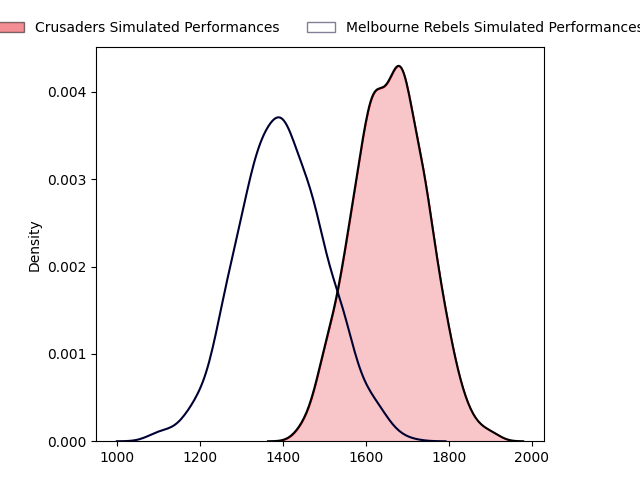 Crusaders Simulated Performances
Melbourne Rebels Simulated Performances
Density
0.004
0.003
0.002
0.001
0.000
1000 1200 1400 1600 1800 2000